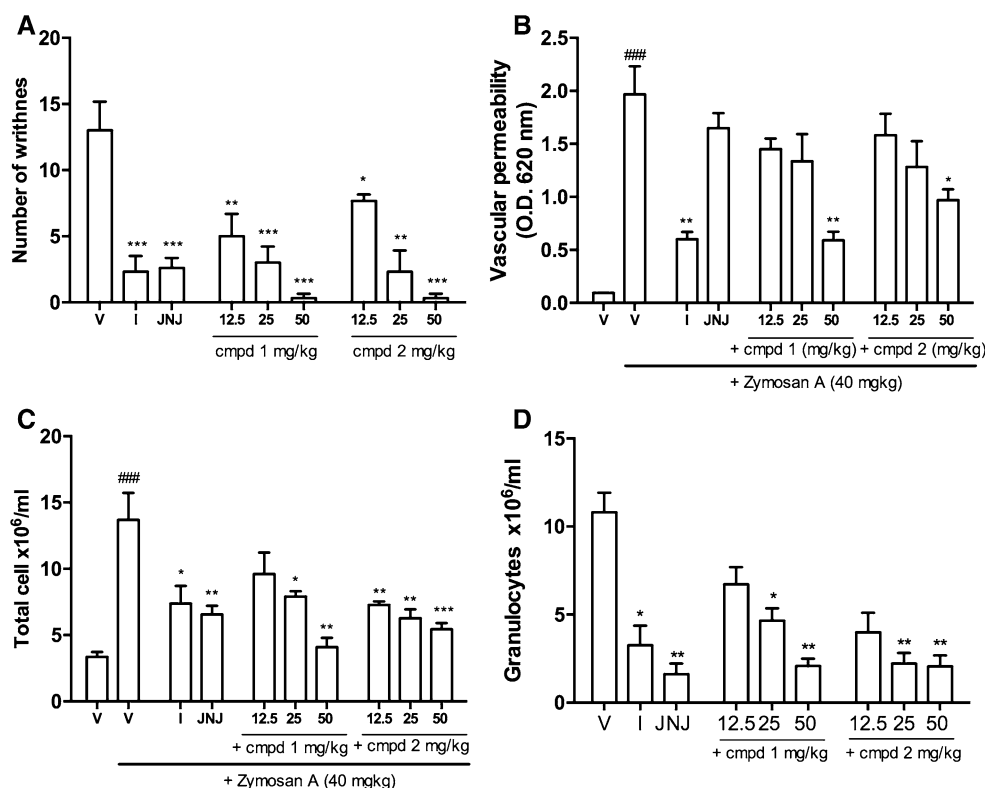 A
Number of writhnes
20
15
10
5
0
*** *** ** *** *** * ** ***
V I JNJ 12.5 25 50 12.5 25 50
cmpd 1 mg/kg cmpd 2 mg/kg
B
Vascular permeability
(O.D. 620 nm)
2.5
2.0
1.5
1.0
0.5
0.0
### ** ** *
V V I JNJ 12.5 25 50 12.5 25 50
+ cmpd 1 (mg/kg) + cmpd 2 (mg/kg)
+ Zymosan A (40 mgkg)
C
Total cell x10⁶/ml
20
15
10
5
0
### * ** * ** ** ** ***
V V I JNJ 12.5 25 50 12.5 25 50
+ cmpd 1 mg/kg + cmpd 2 mg/kg
+ Zymosan A (40 mgkg)
D
Granulocytes x10⁶/ml
15
10
5
0
* ** * ** ** **
V I JNJ 12.5 25 50 12.5 25 50
+ cmpd 1 mg/kg + cmpd 2 mg/kg